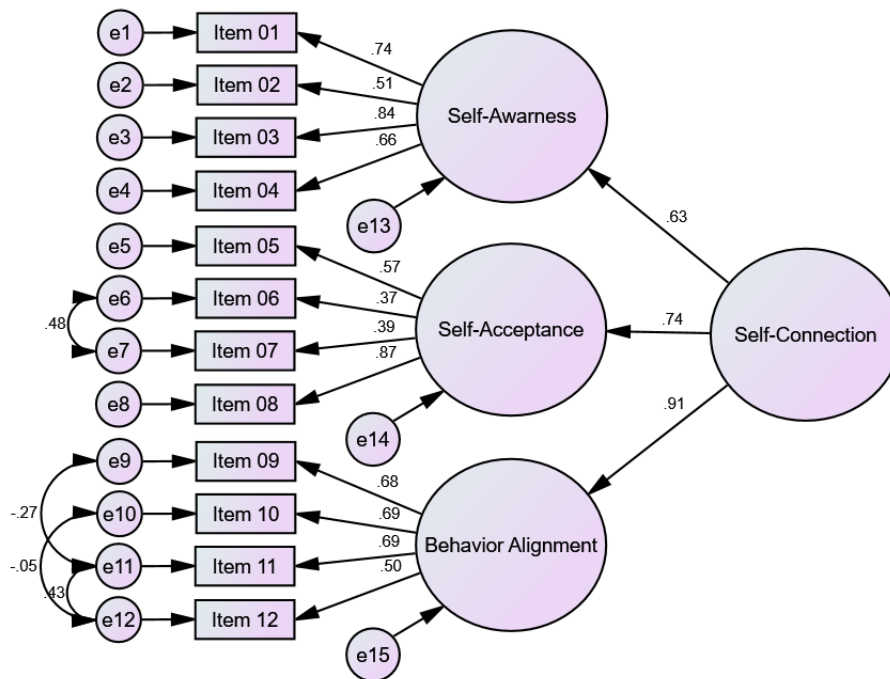 e1
Item 01
.74
e2
Item 02
.51
Self-Awarness
e3
Item 03
.84
e4
Item 04
.66
e13
e5
Item 05
.63
.57
e6
Item 06
.37
.48
e7
Item 07
.39
Self-Acceptance
.74
Self-Connection
e8
Item 08
.87
e14
.91
e9
Item 09
.68
-.27
e10
Item 10
.69
Behavior Alignment
-.05
e11
Item 11
.69
.43
e12
Item 12
.50
e15